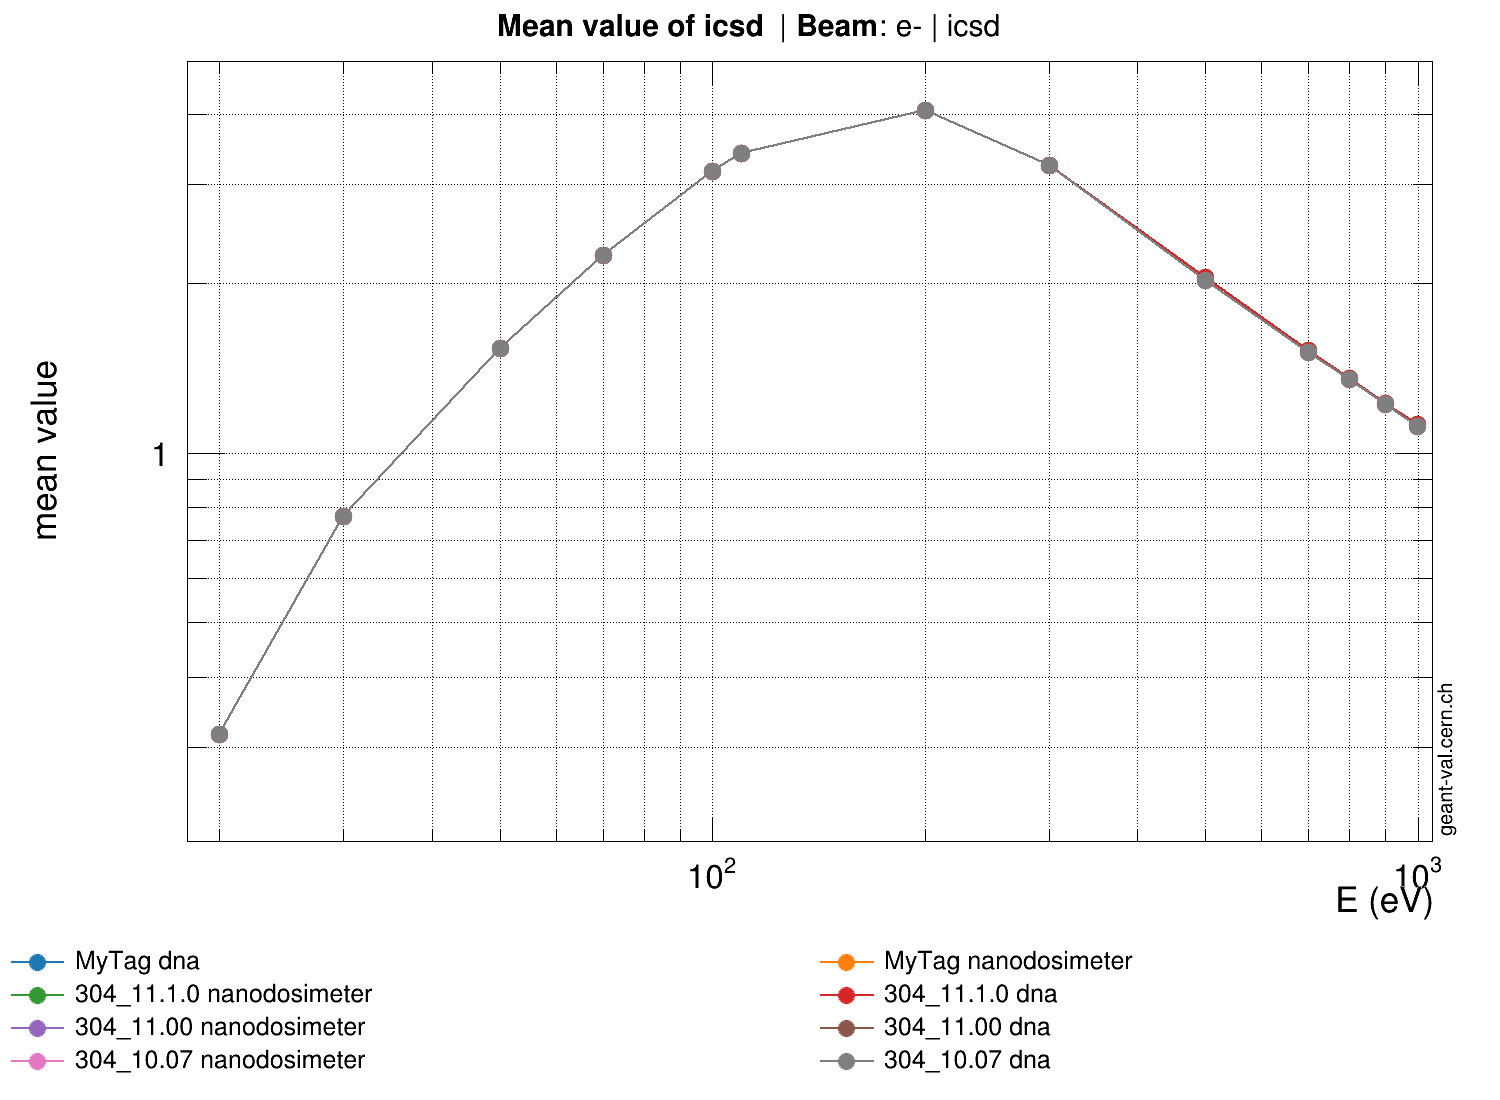 Mean value of icsd | Beam: e- | icsd
mean value
1
10²
10³
E (eV)
geant-val.cern.ch
MyTag dna
MyTag nanodosimeter
304_11.1.0 nanodosimeter
304_11.1.0 dna
304_11.00 nanodosimeter
304_11.00 dna
304_10.07 nanodosimeter
304_10.07 dna